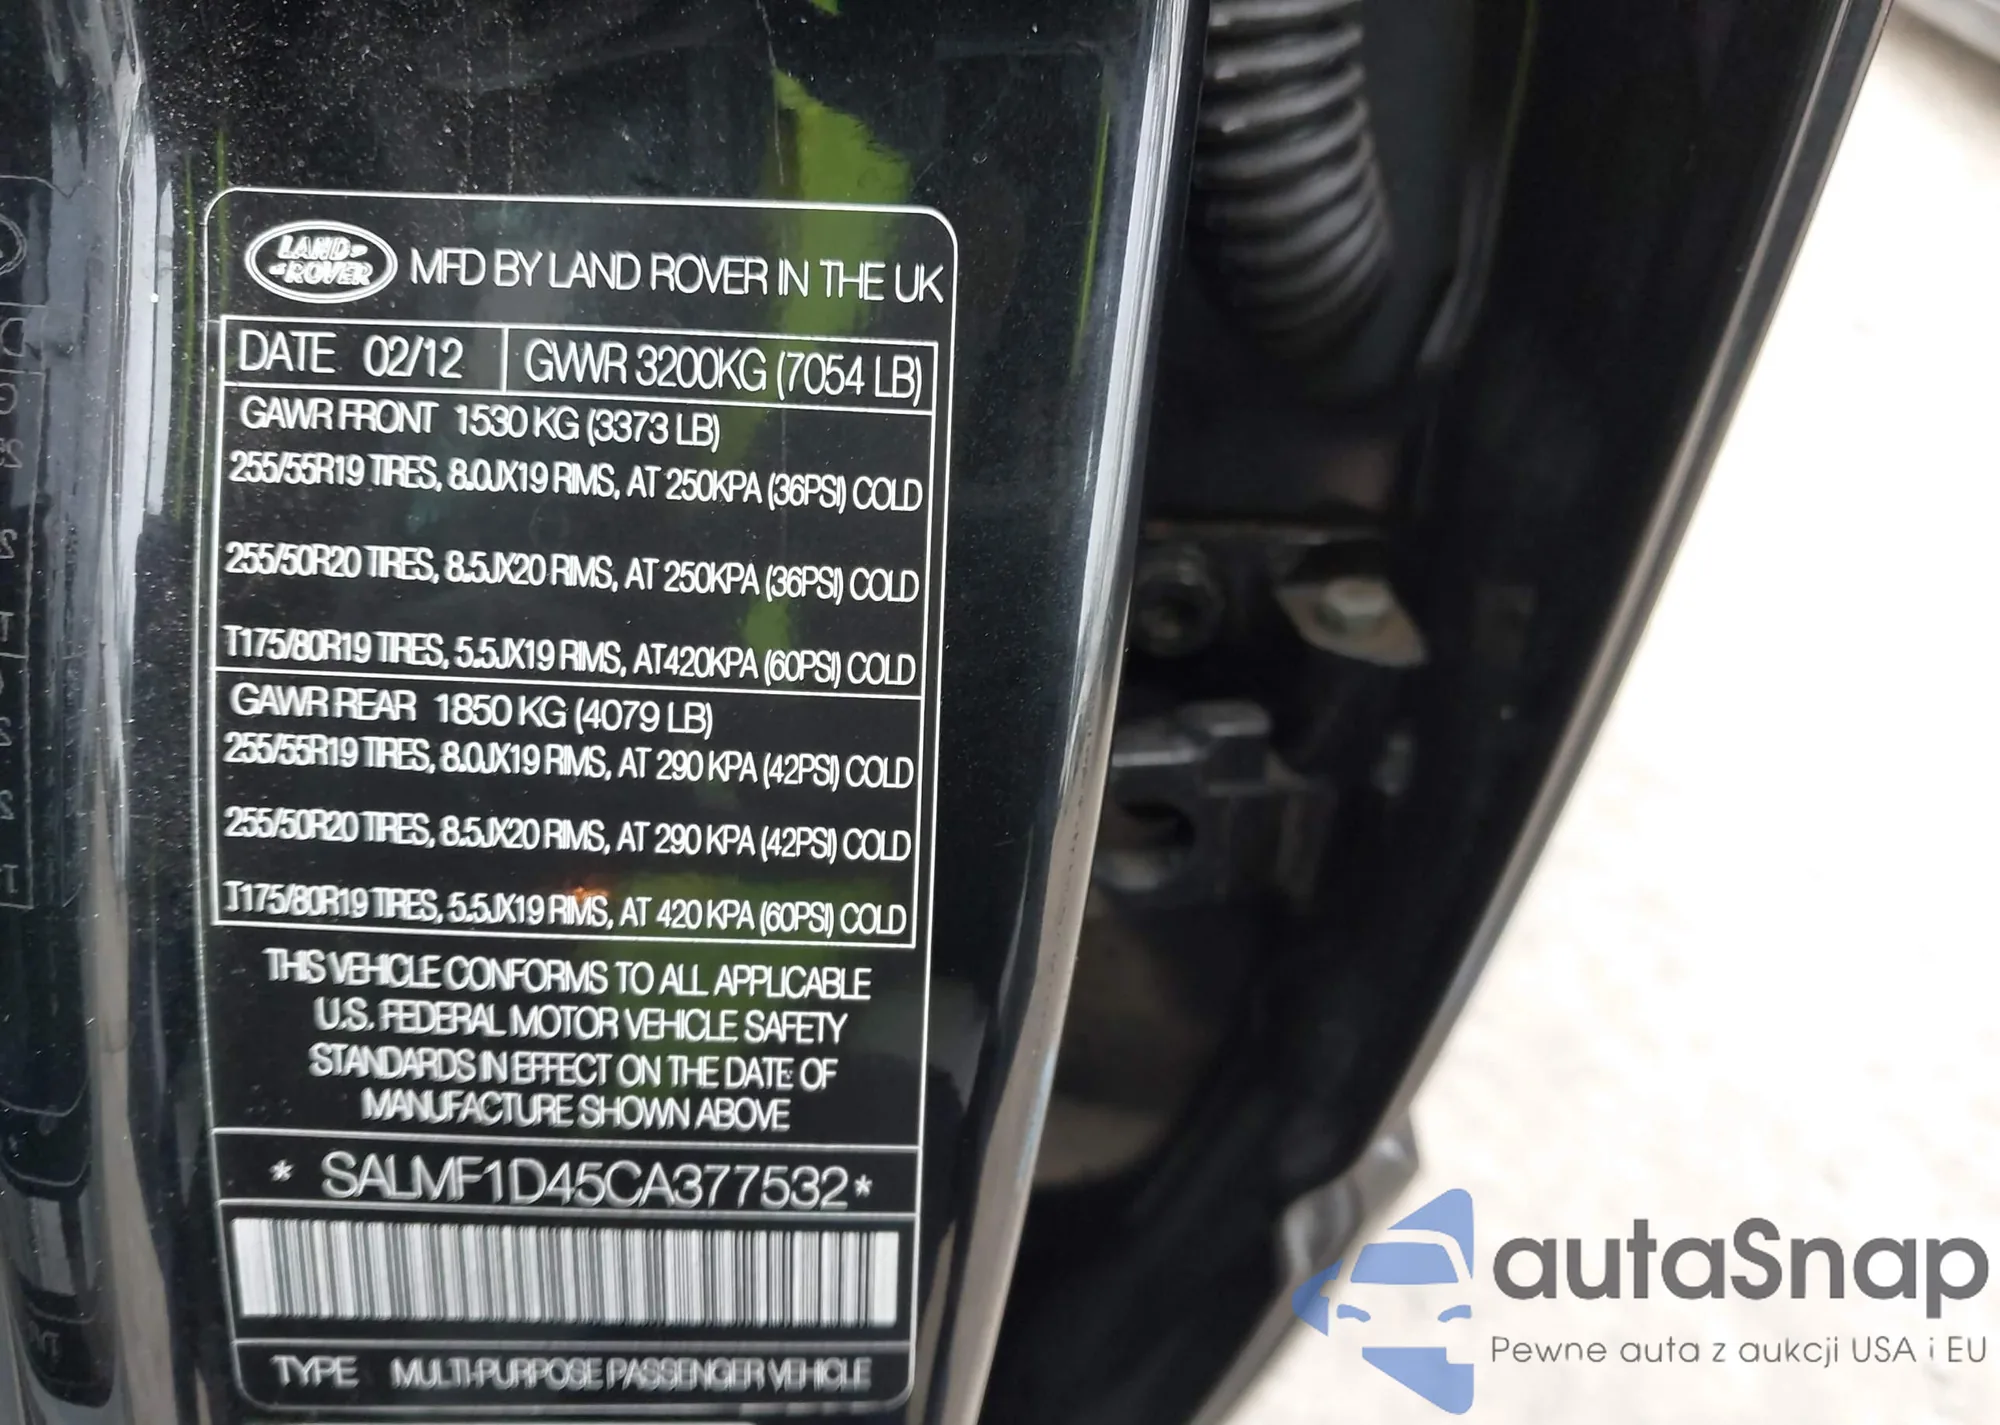 LAND-
-ROVER
MFD BY LAND ROVER IN THE UK
DATE 02/12 GVWR 3200KG (7054 LB)
GAWR FRONT 1530 KG (3373 LB)
255/55R19 TIRES, 8.0JX19 RIMS, AT 250KPA (36PSI) COLD
255/50R20 TIRES, 8.5JX20 RIMS, AT 250KPA (36PSI) COLD
T175/80R19 TIRES, 5.5JX19 RIMS, AT420KPA (60PSI) COLD
GAWR REAR 1850 KG (4079 LB)
255/55R19 TIRES, 8.0JX19 RIMS, AT 290 KPA (42PSI) COLD
255/50R20 TIRES, 8.5JX20 RIMS, AT 290 KPA (42PSI) COLD
T175/80R19 TIRES, 5.5JX19 RIMS, AT 420 KPA (60PSI) COLD
THIS VEHICLE CONFORMS TO ALL APPLICABLE
U.S. FEDERAL MOTOR VEHICLE SAFETY
STANDARDS IN EFFECT ON THE DATE OF
MANUFACTURE SHOWN ABOVE
* SALMF1D45CA377532*
TYPE MULTI-PURPOSE PASSENGER VEHICLE
autaSnap
Pewne auta z aukcji USA i EU